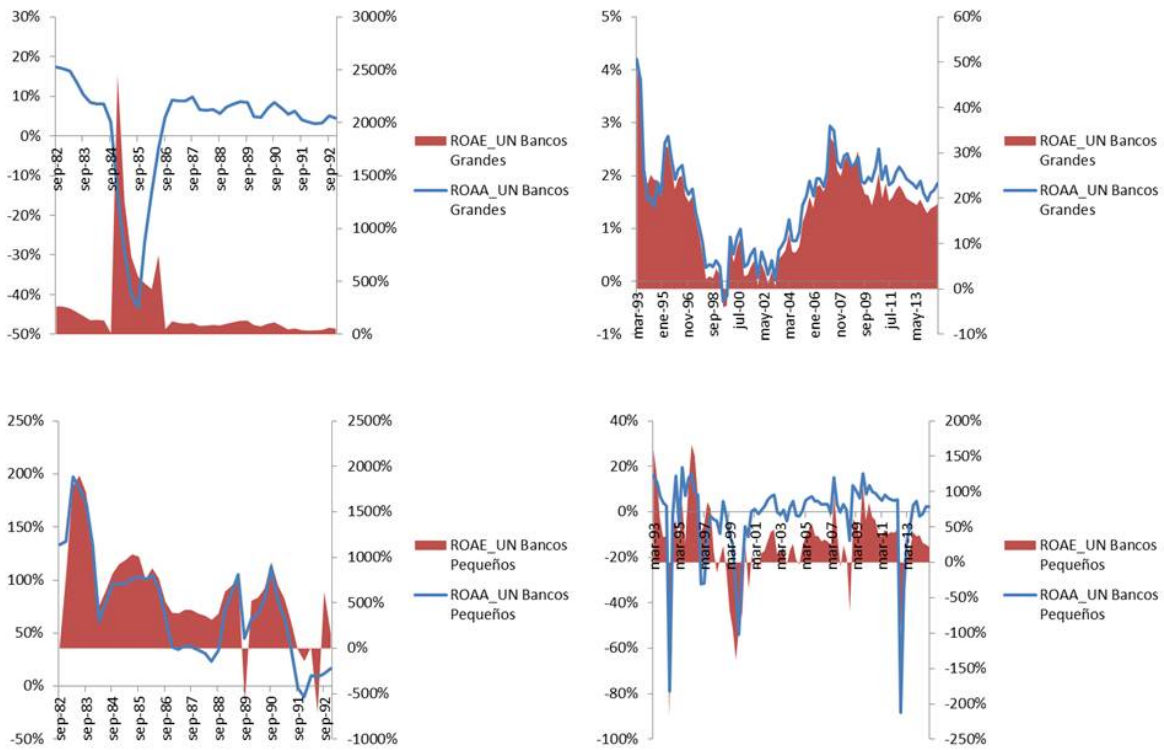 30%
20%
10%
0%
-10%
-20%
-30%
-40%
-50%
3000%
2500%
2000%
1500%
1000%
500%
0%
sep-82
sep-83
sep-84
sep-85
sep-86
sep-87
sep-88
sep-89
sep-90
sep-91
sep-92
ROAE_UN Bancos
Grandes
ROAA_UN Bancos
Grandes
5%
4%
3%
2%
1%
0%
-1%
60%
50%
40%
30%
20%
10%
0%
-10%
mar-93
ene-95
nov-96
sep-98
jul-00
may-02
mar-04
ene-06
nov-07
sep-09
jul-11
may-13
ROAE_UN Bancos
Grandes
ROAA_UN Bancos
Grandes
250%
200%
150%
100%
50%
0%
-50%
2500%
2000%
1500%
1000%
500%
0%
-500%
-1000%
sep-82
sep-83
sep-84
sep-85
sep-86
sep-87
sep-88
sep-89
sep-90
sep-91
sep-92
ROAE_UN Bancos
Pequeños
ROAA_UN Bancos
Pequeños
40%
20%
0%
-20%
-40%
-60%
-80%
-100%
200%
150%
100%
50%
0%
-50%
-100%
-150%
-200%
-250%
mar-93
mar-95
mar-97
mar-99
mar-01
mar-03
mar-05
mar-07
mar-09
mar-11
mar-13
ROAE_UN Bancos
Pequeños
ROAA_UN Bancos
Pequeños